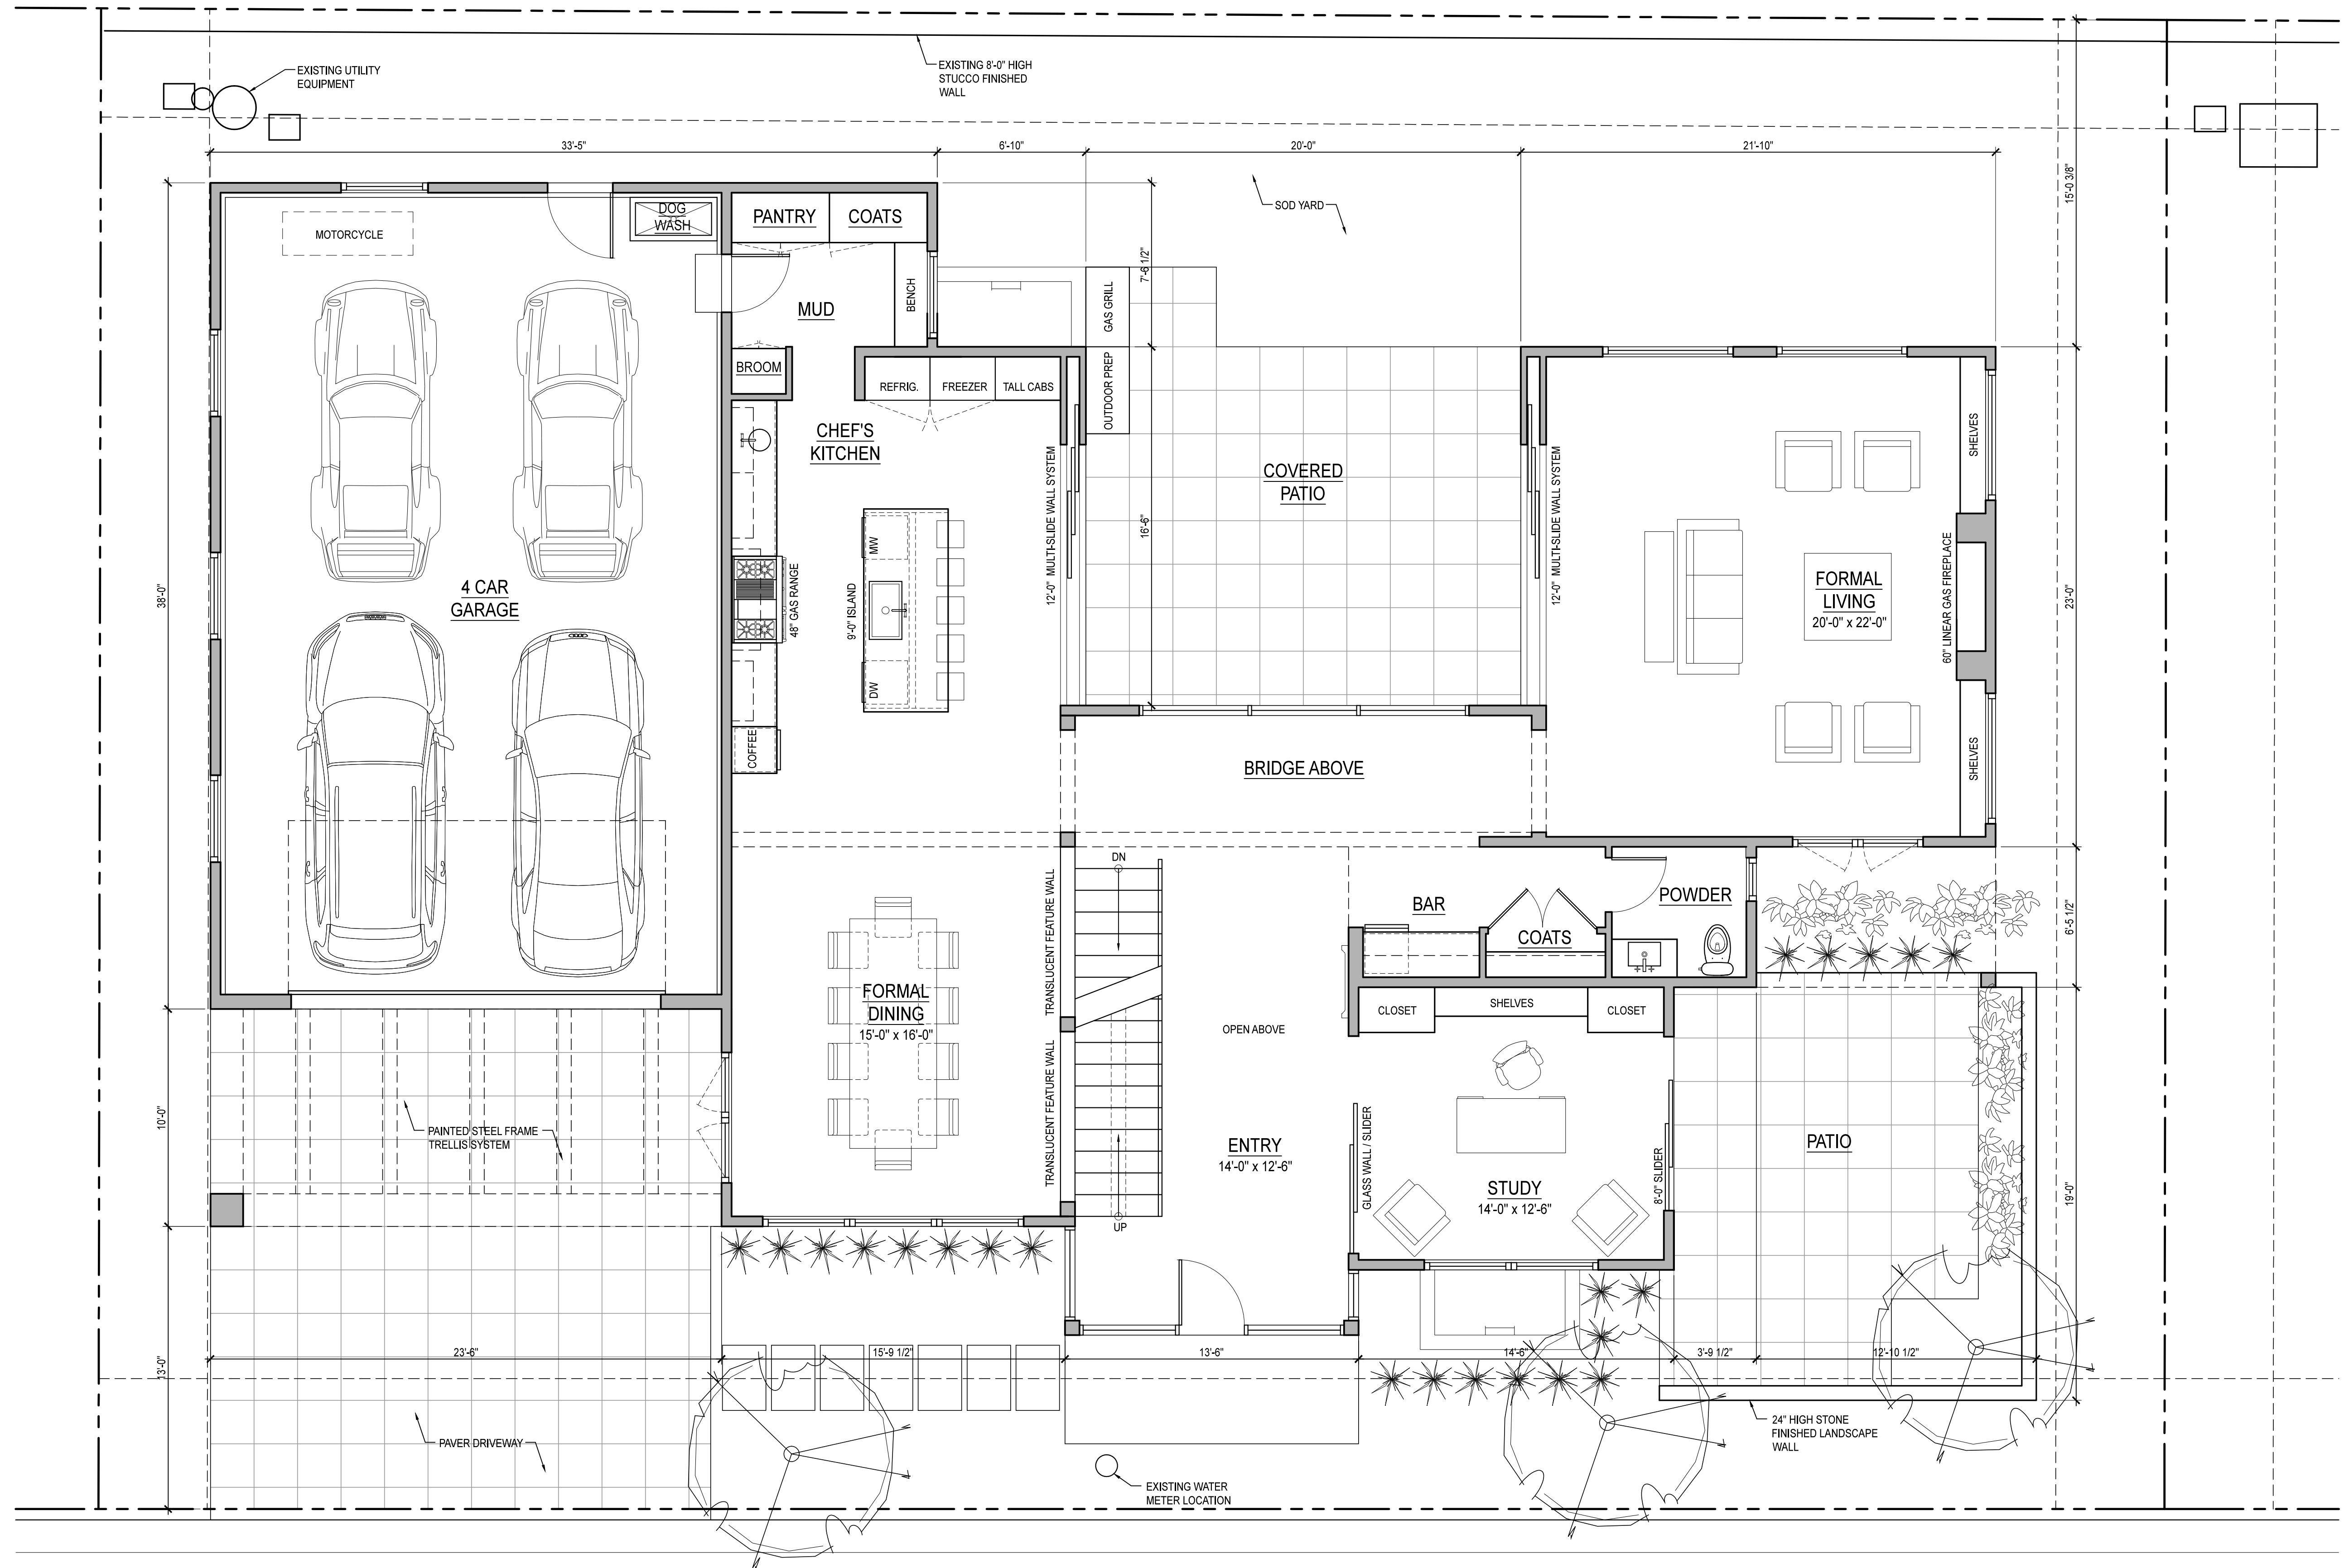 EXISTING UTILITY
EQUIPMENT
EXISTING 8'-0" HIGH
STUCCO FINISHED
WALL
33'-5"
6'-10"
20'-0"
21'-10"
15'-0 3/8"
SOD YARD
DOG
WASH
PANTRY
COATS
MOTORCYCLE
7'-6 1/2"
BENCH
GAS GRILL
MUD
BROOM
REFRIG.
FREEZER
TALL CABS
OUTDOOR PREP
CHEF'S
KITCHEN
12'-0" MULTI-SLIDE WALL SYSTEM
COVERED
PATIO
12'-0" MULTI-SLIDE WALL SYSTEM
SHELVES
16'-6"
MW
4 CAR
GARAGE
38'-0"
48" GAS RANGE
9'-0" ISLAND
FORMAL
LIVING
20'-0" x 22'-0"
60" LINEAR GAS FIREPLACE
23'-0"
DW
COFFEE
SHELVES
BRIDGE ABOVE
DN
TRANSLUCENT FEATURE WALL
BAR
COATS
POWDER
6'-5 1/2"
FORMAL
DINING
15'-0" x 16'-0"
CLOSET
SHELVES
CLOSET
OPEN ABOVE
10'-0"
PAINTED STEEL FRAME
TRELLIS SYSTEM
TRANSLUCENT FEATURE WALL
ENTRY
14'-0" x 12'-6"
GLASS WALL / SLIDER
STUDY
14'-0" x 12'-6"
8'-0" SLIDER
PATIO
19'-0"
UP
13'-0"
23'-6"
15'-9 1/2"
13'-6"
14'-6"
3'-9 1/2"
12'-10 1/2"
PAVER DRIVEWAY
24" HIGH STONE
FINISHED LANDSCAPE
WALL
EXISTING WATER
METER LOCATION